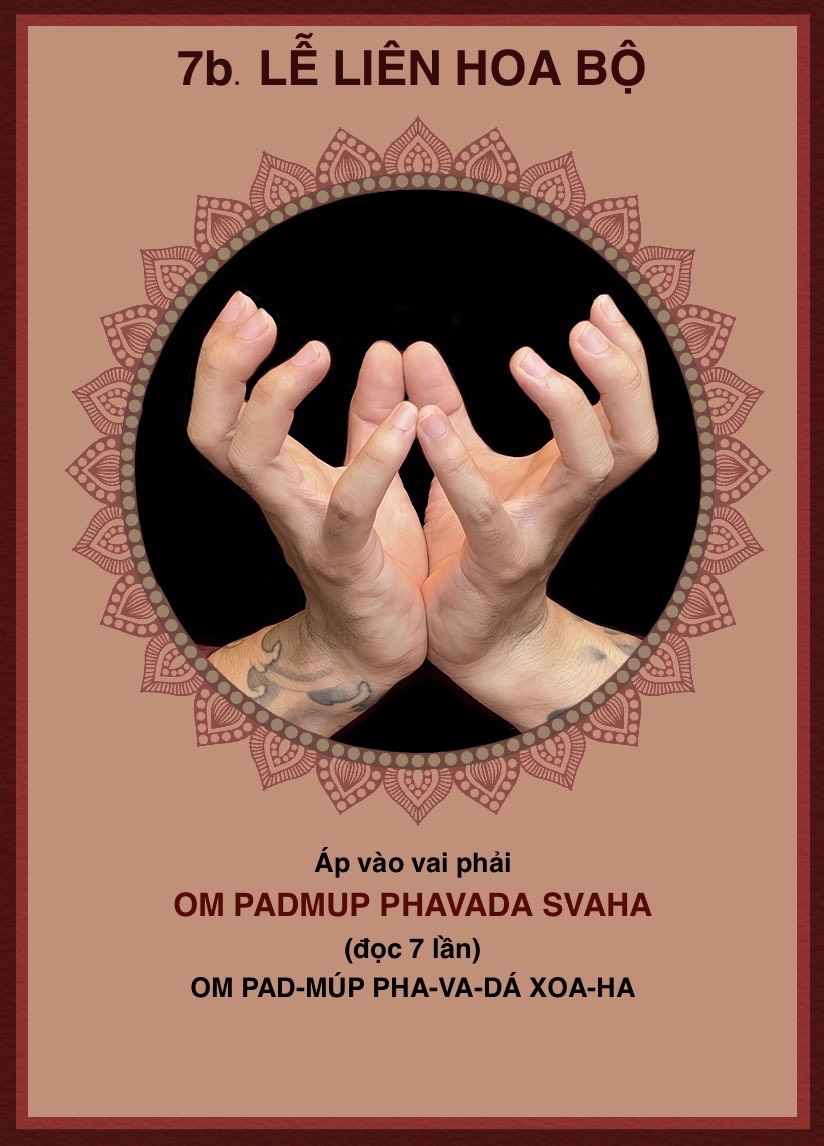 7b. LỄ LIÊN HOA BỘ
Áp vào vai phải
OM PADMUP PHAVADA SVAHA
(đọc 7 lần)
OM PAD-MÚP PHA-VA-DÁ XOA-HA